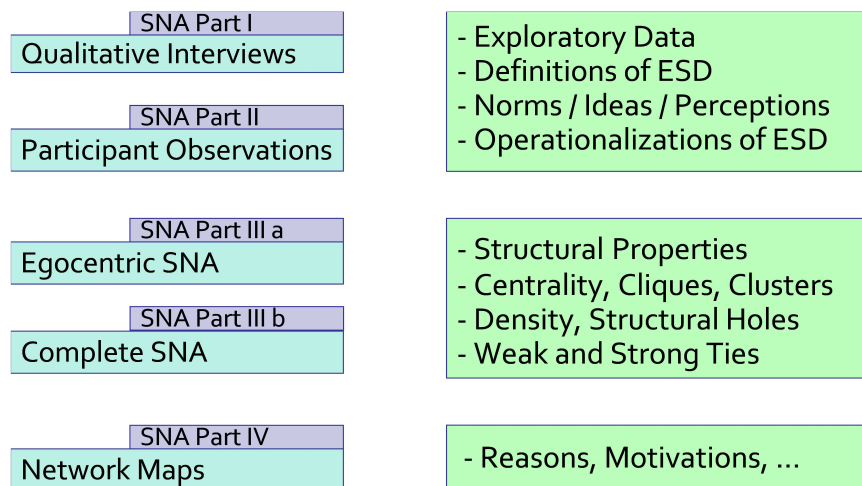 SNA Part I
Qualitative Interviews
SNA Part II
Participant Observations
- Exploratory Data
- Definitions of ESD
- Norms / Ideas / Perceptions
- Operationalizations of ESD
SNA Part III a
Egocentric SNA
SNA Part III b
Complete SNA
- Structural Properties
- Centrality, Cliques, Clusters
- Density, Structural Holes
- Weak and Strong Ties
SNA Part IV
Network Maps
- Reasons, Motivations, ...